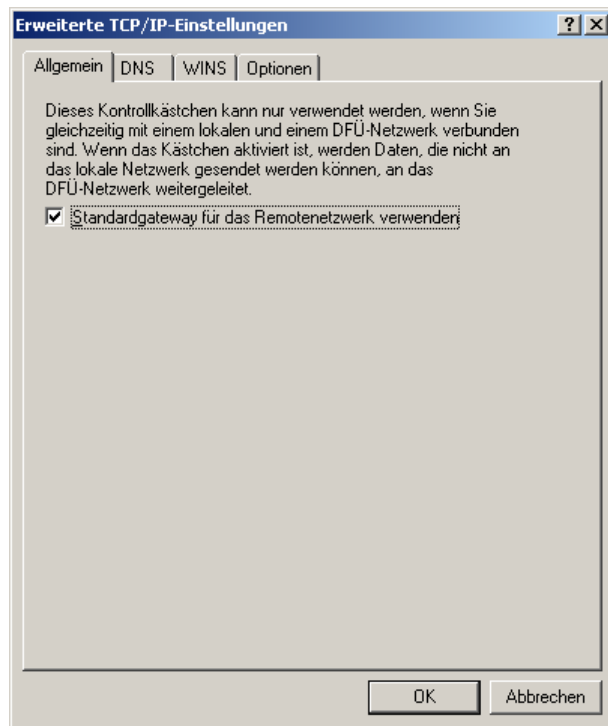 Erweiterte TCP/IP-Einstellungen
Allgemein DNS WINS Optionen
Dieses Kontrollkästchen kann nur verwendet werden, wenn Sie
gleichzeitig mit einem lokalen und einem DFÜ-Netzwerk verbunden
sind. Wenn das Kästchen aktiviert ist, werden Daten, die nicht an
das lokale Netzwerk gesendet werden können, an das
DFÜ-Netzwerk weitergeleitet.
Standardgateway für das Remotenetzwerk verwenden
OK Abbrechen